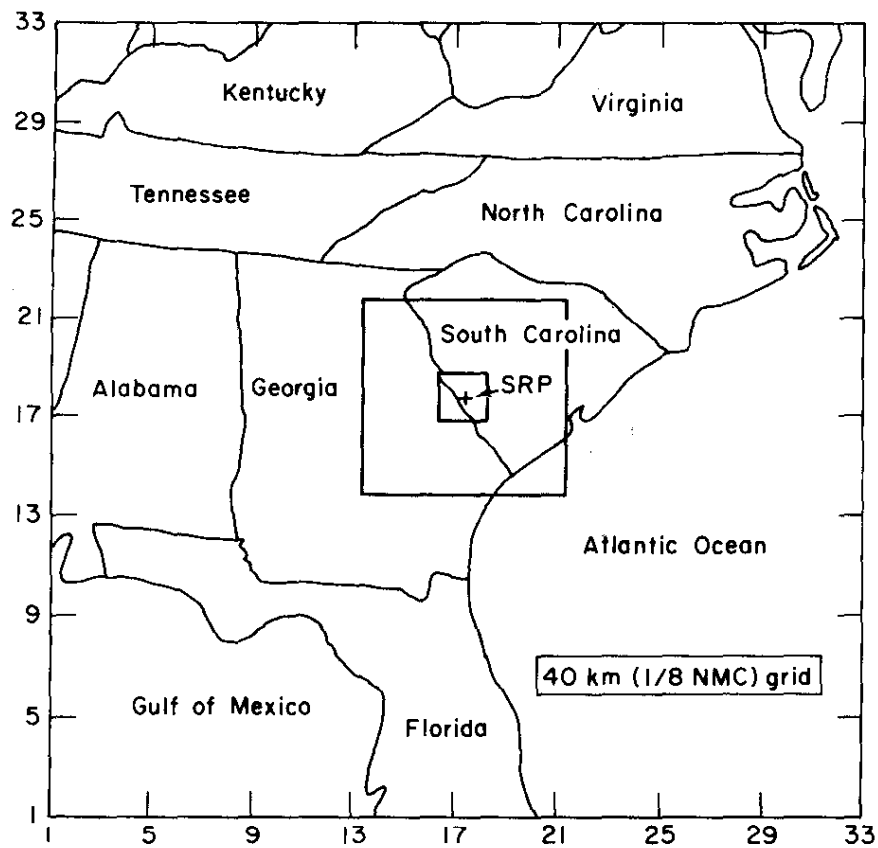 33
Kentucky
Virginia
29
Tennessee
North Carolina
25
21
South Carolina
Alabama
Georgia
SRP
17
13
Atlantic Ocean
9
40 km (1/8 NMC) grid
Gulf of Mexico
Florida
5
1
1 5 9 13 17 21 25 29 33